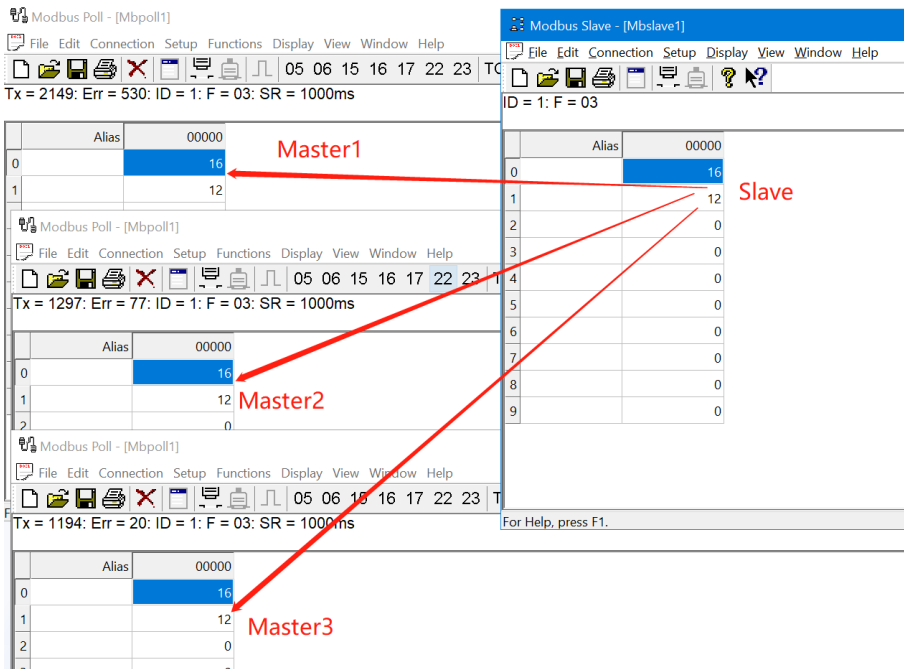 Modbus Poll - [Mbpoll1]
File Edit Connection Setup Functions Display View Window Help
05 06 15 16 17 22 23 TC
Tx = 2149: Err = 530: ID = 1: F = 03: SR = 1000ms
Alias 00000
0 16
1 12
Master1
Modbus Poll - [Mbpoll1]
File Edit Connection Setup Functions Display View Window Help
05 06 15 16 17 22 23
Tx = 1297: Err = 77: ID = 1: F = 03: SR = 1000ms
Alias 00000
0 16
1 12
2 0
Master2
Modbus Poll - [Mbpoll1]
File Edit Connection Setup Functions Display View Window Help
05 06 15 16 17 22 23
Tx = 1194: Err = 20: ID = 1: F = 03: SR = 1000ms
Alias 00000
0 16
1 12
2 0
Master3
Modbus Slave - [Mbslave1]
File Edit Connection Setup Display View Window Help
ID = 1: F = 03
Alias 00000
0 16
1 12
2 0
3 0
4 0
5 0
6 0
7 0
8 0
9 0
Slave
For Help, press F1.